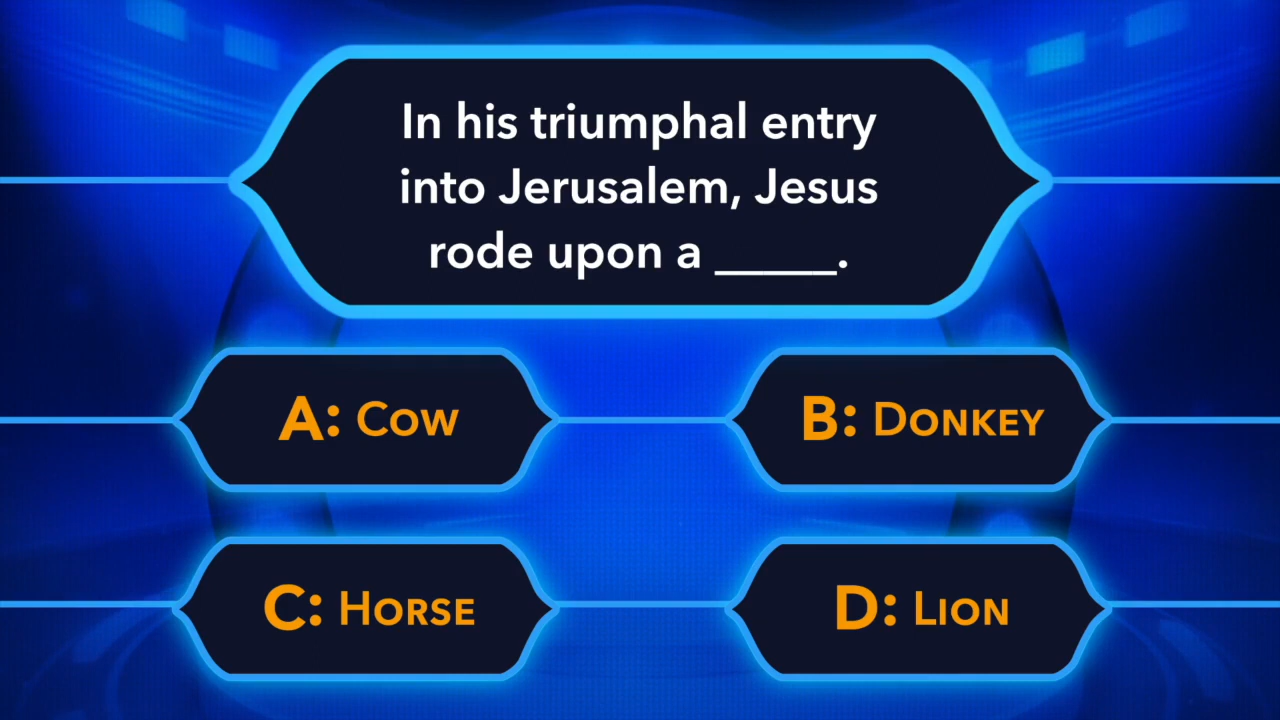 In his triumphal entry
into Jerusalem, Jesus
rode upon a _____.
A: Cow
B: Donkey
C: Horse
D: Lion